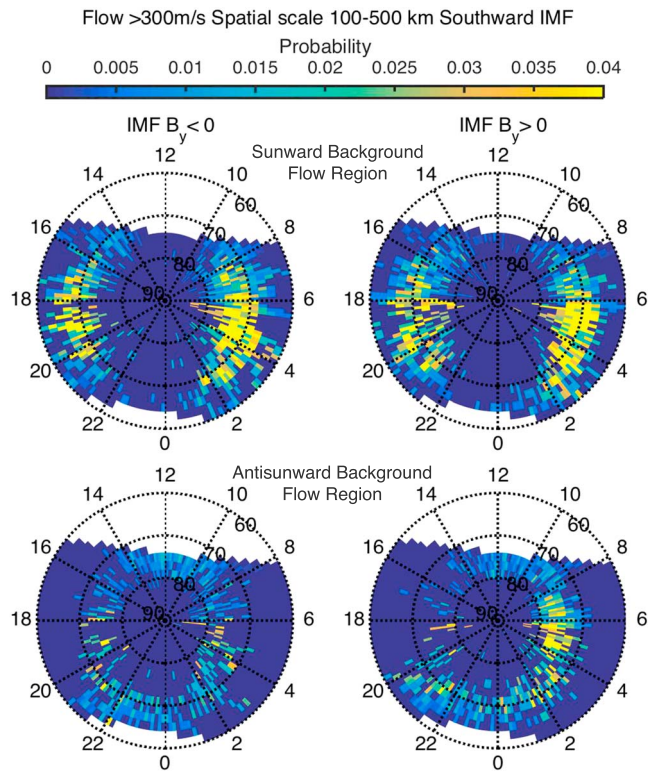 Flow >300m/s Spatial scale 100-500 km Southward IMF
Probability
0 0.005 0.01 0.015 0.02 0.025 0.03 0.035 0.04
IMF By<0 IMF By>0
Sunward Background
Flow Region
12 12
14 10 14 10
60 60
16 8 16 8
70 70
80 80
90 90
18 6 18 6
20 4 20 4
22 2 22 2
0 0
Antisunward Background
Flow Region
12 12
14 10 14 10
60 60
16 8 16 8
70 70
80 80
90 90
18 6 18 6
20 4 20 4
22 2 22 2
0 0